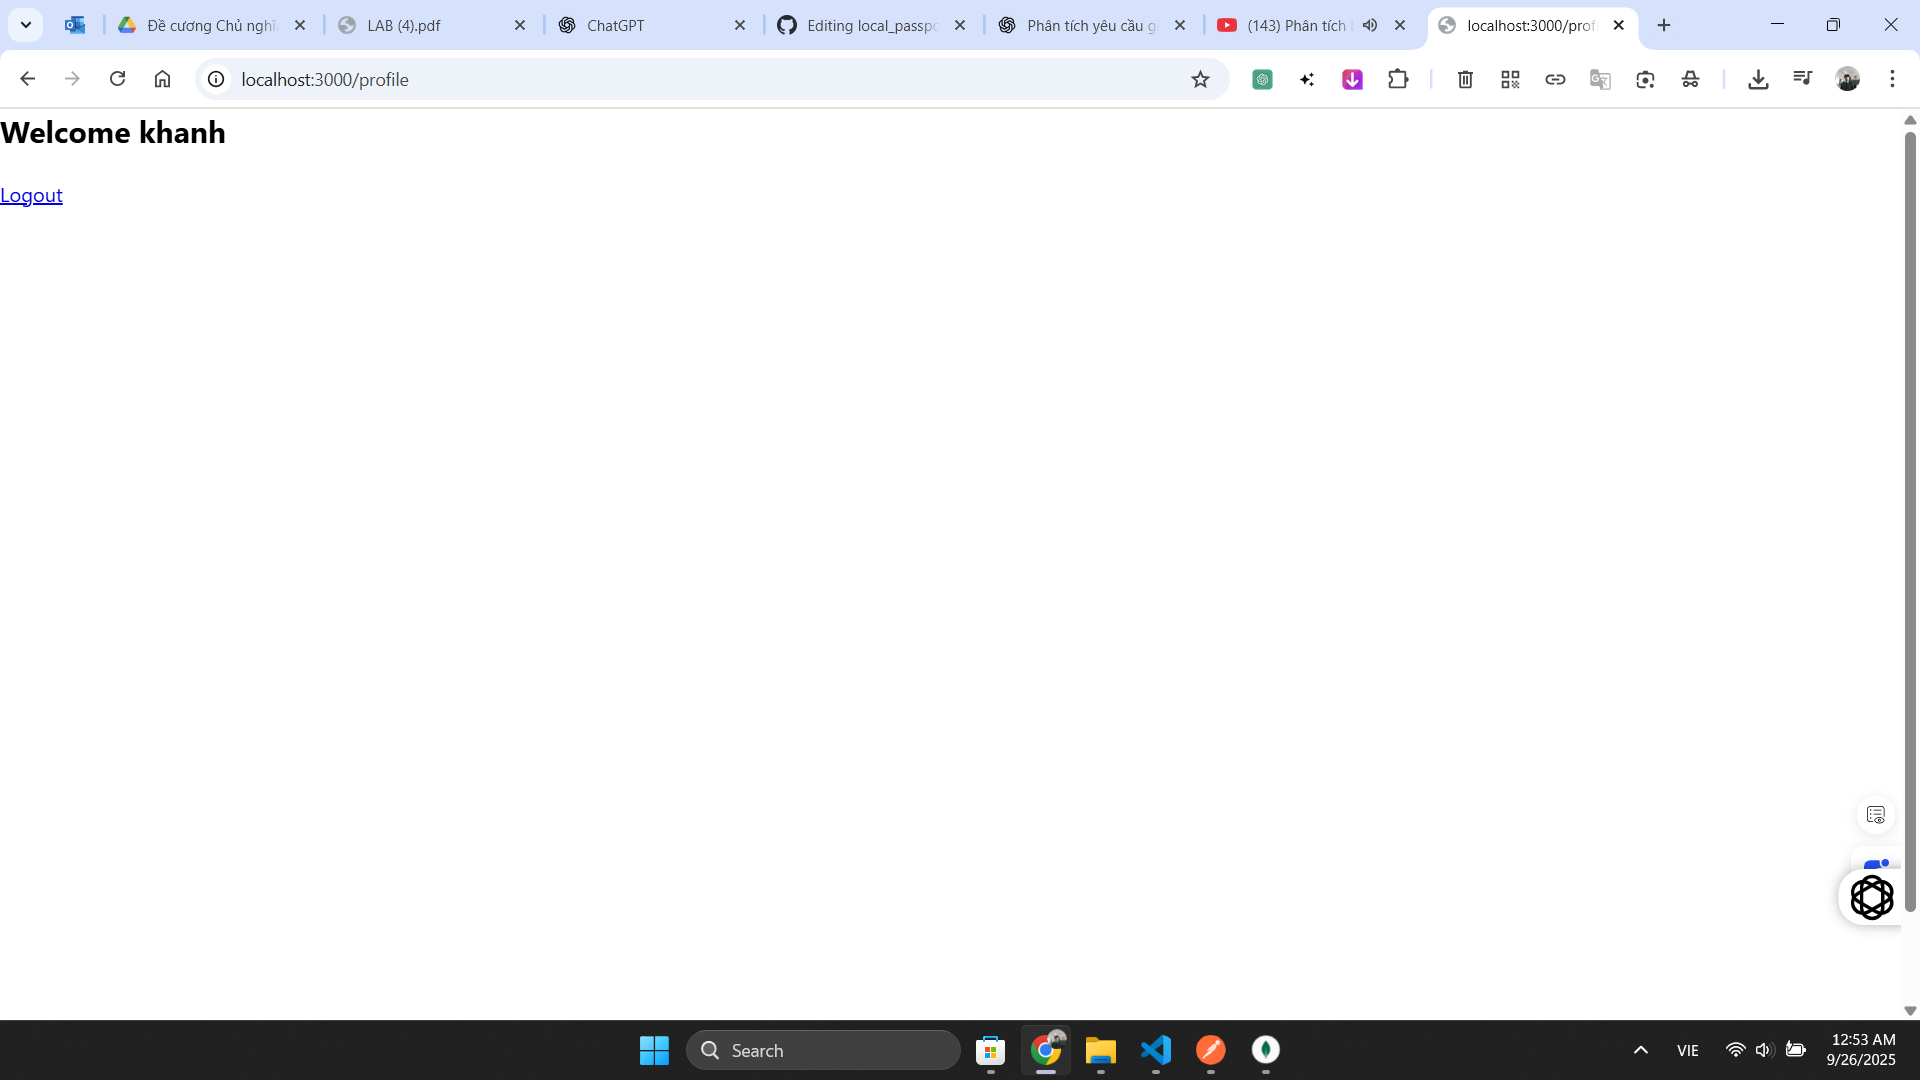 Đề cương Chủ nghĩ
LAB (4).pdf
ChatGPT
Editing local_passpo
Phân tích yêu cầu g
(143) Phân tích
localhost:3000/prof
localhost:3000/profile
Welcome khanh
Logout
Search
VIE
12:53 AM
9/26/2025